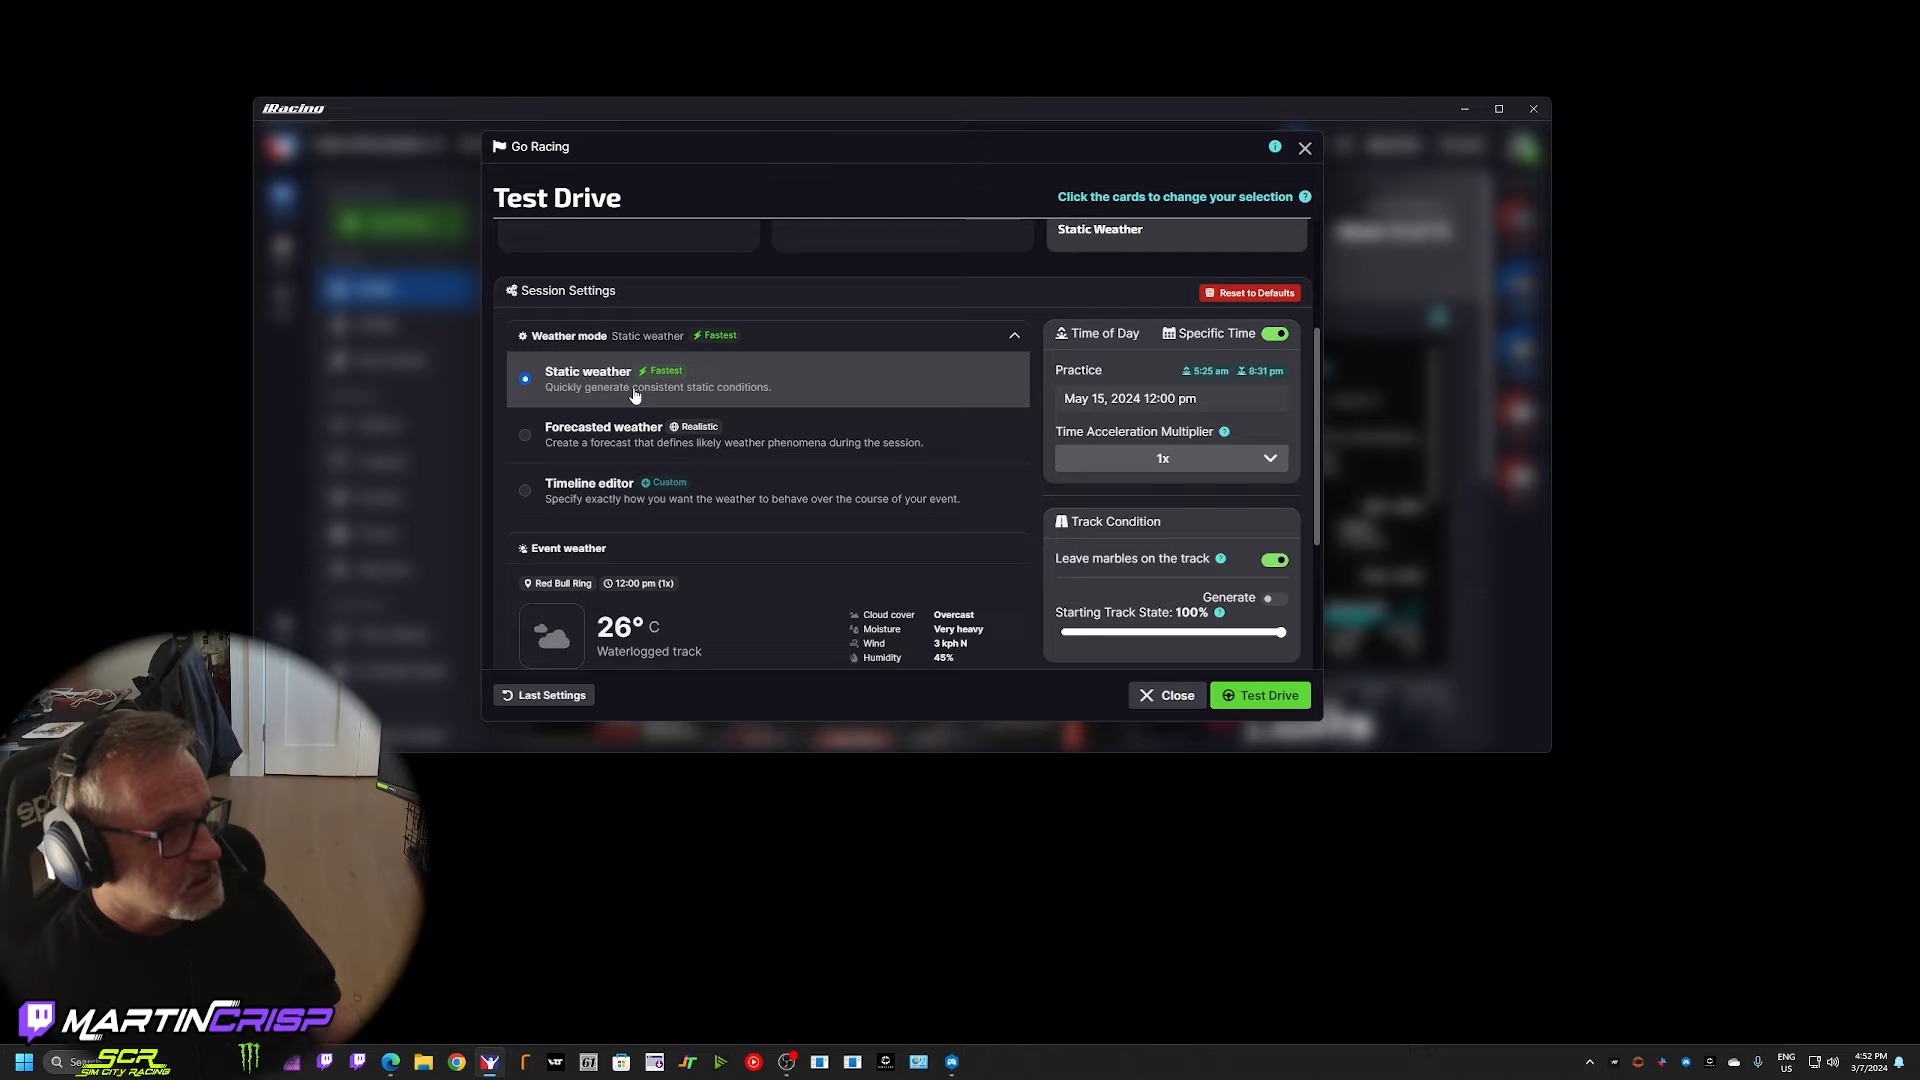 iRacing
Go Racing
Test Drive
Click the cards to change your selection
Static Weather
Session Settings
Reset to Defaults
Weather mode Static weather Fastest
Static weather Fastest
Quickly generate consistent static conditions.
Forecasted weather Realistic
Create a forecast that defines likely weather phenomena during the session.
Timeline editor Custom
Specify exactly how you want the weather to behave over the course of your event.
Event weather
Red Bull Ring 12:00 pm (1x)
26° C
Waterlogged track
Cloud cover Overcast
Moisture Very heavy
Wind 3 kph N
Humidity 45%
Time of Day Specific Time
Practice 5:25 am 8:31 pm
May 15, 2024 12:00 pm
Time Acceleration Multiplier
1x
Track Condition
Leave marbles on the track
Generate
Starting Track State: 100%
Last Settings
Close
Test Drive
MARTINCRISP
SCR
SIM CITY RACING
ENG
US
4:52 PM
3/7/2024